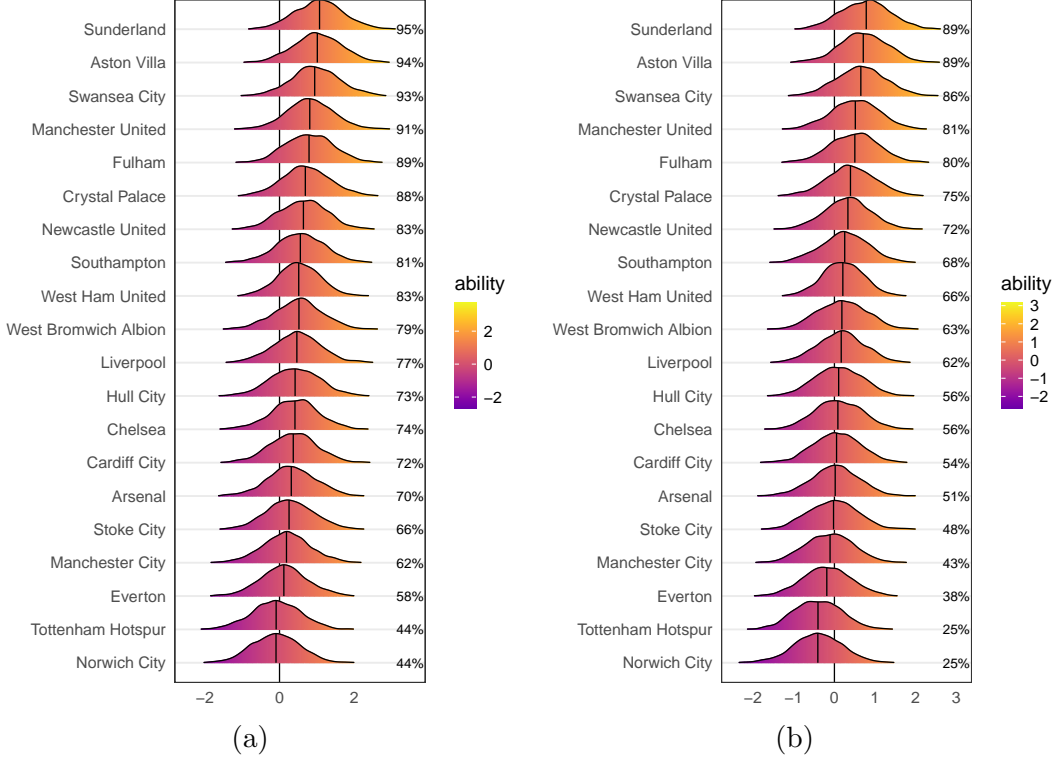 Sunderland 95%
Aston Villa 94%
Swansea City 93%
Manchester United 91%
Fulham 89%
Crystal Palace 88%
Newcastle United 83%
Southampton 81%
West Ham United 83%
West Bromwich Albion 79%
Liverpool 77%
Hull City 73%
Chelsea 74%
Cardiff City 72%
Arsenal 70%
Stoke City 66%
Manchester City 62%
Everton 58%
Tottenham Hotspur 44%
Norwich City 44%
−2 0 2
ability
2
0
−2
(a)
Sunderland 89%
Aston Villa 89%
Swansea City 86%
Manchester United 81%
Fulham 80%
Crystal Palace 75%
Newcastle United 72%
Southampton 68%
West Ham United 66%
West Bromwich Albion 63%
Liverpool 62%
Hull City 56%
Chelsea 56%
Cardiff City 54%
Arsenal 51%
Stoke City 48%
Manchester City 43%
Everton 38%
Tottenham Hotspur 25%
Norwich City 25%
−2 −1 0 1 2 3
ability
3
2
1
0
−1
−2
(b)